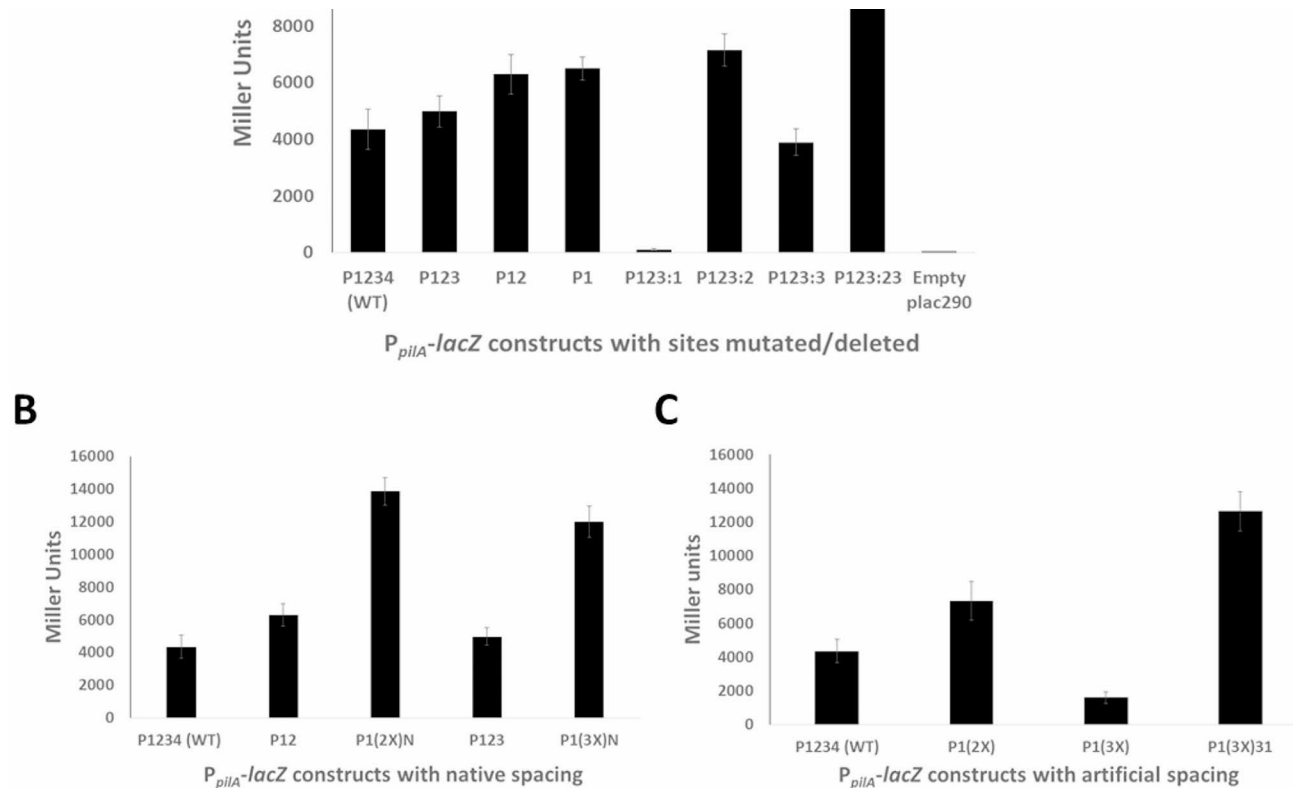 8000
6000
4000
2000
0
Miller Units
P1234 (WT) P123 P12 P1 P123:1 P123:2 P123:3 P123:23 Empty plac290
PpilA-lacZ constructs with sites mutated/deleted
B
16000
14000
12000
10000
8000
6000
4000
2000
0
Miller Units
P1234 (WT) P12 P1(2X)N P123 P1(3X)N
PpilA-lacZ constructs with native spacing
C
16000
14000
12000
10000
8000
6000
4000
2000
0
Miller units
P1234 (WT) P1(2X) P1(3X) P1(3X)31
PpilA-lacZ constructs with artificial spacing